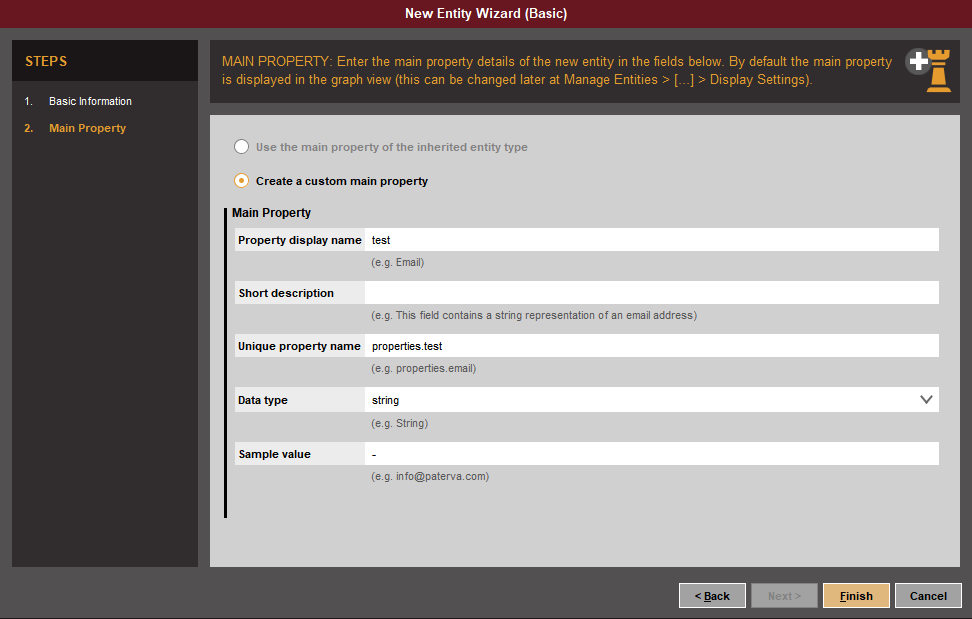 New Entity Wizard (Basic)
STEPS
1. Basic Information
2. Main Property
MAIN PROPERTY: Enter the main property details of the new entity in the fields below. By default the main property
is displayed in the graph view (this can be changed later at Manage Entities > [...] > Display Settings).
Use the main property of the inherited entity type
Create a custom main property
Main Property
Property display name test
(e.g. Email)
Short description
(e.g. This field contains a string representation of an email address)
Unique property name properties.test
(e.g. properties.email)
Data type string
(e.g. String)
Sample value -
(e.g. info@paterva.com)
< Back Next > Finish Cancel